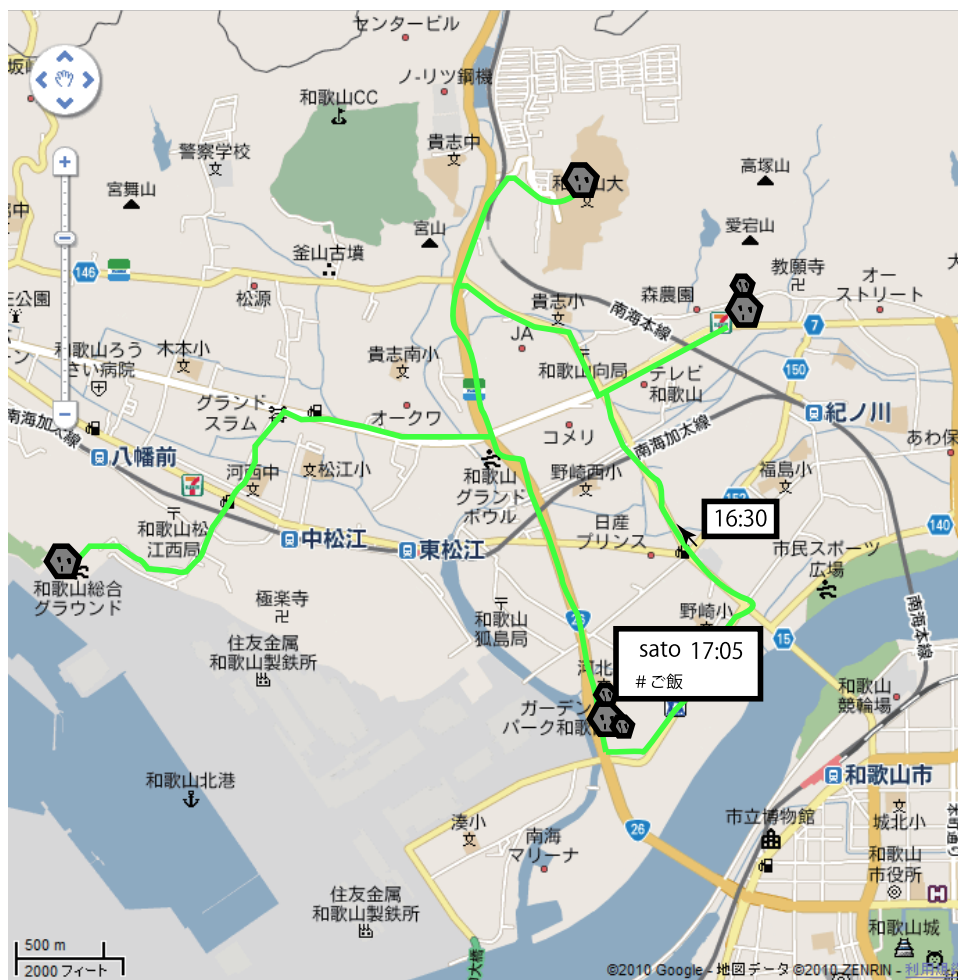 センタービル
ノーリツ鋼機
和歌山CC
貴志中
警察学校
宮舞山
高塚山
愛宕山
宮山
146
釜山古墳
松源
教願寺
オー
ストリート
森農園
貴志小
南海本線
7
JA
和歌山ろう
さい病院
木本小
貴志南小
和歌山向局
テレビ
和歌山
150
グランド
スラム
オークワ
コメリ
南海加太線
紀ノ川
南海加太線
八幡前
河西中
松江小
和歌山
グランド
ボウル
野崎西小
福島小
あわ保
16:30
和歌山松
江西局
中松江
東松江
日産
プリンス
140
市民スポーツ
広場
和歌山総合
グラウンド
極楽寺
和歌山
狐島局
26
野崎小
15
南海本線
住友金属
和歌山製鉄所
sato 17:05
#ご飯
河北
ガーデン
パーク和歌
和歌山
競輪場
和歌山北港
和歌山市
湊小
南海
マリーナ
26
市立博物館
城北小
和歌山
市役所
本町通り
住友金属
和歌山製鉄所
和歌山城
500 m
2000 フィート
©2010 Google - 地図データ ©2010 ZENRIN -